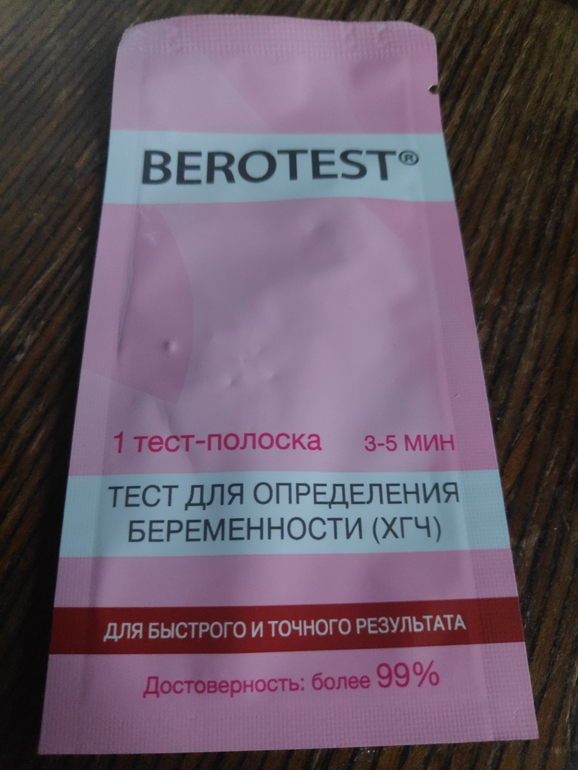 BEROTEST®
1 тест-полоска 3-5 МИН
ТЕСТ ДЛЯ ОПРЕДЕЛЕНИЯ
БЕРЕМЕННОСТИ (ХГЧ)
ДЛЯ БЫСТРОГО И ТОЧНОГО РЕЗУЛЬТАТА
Достоверность: более 99%